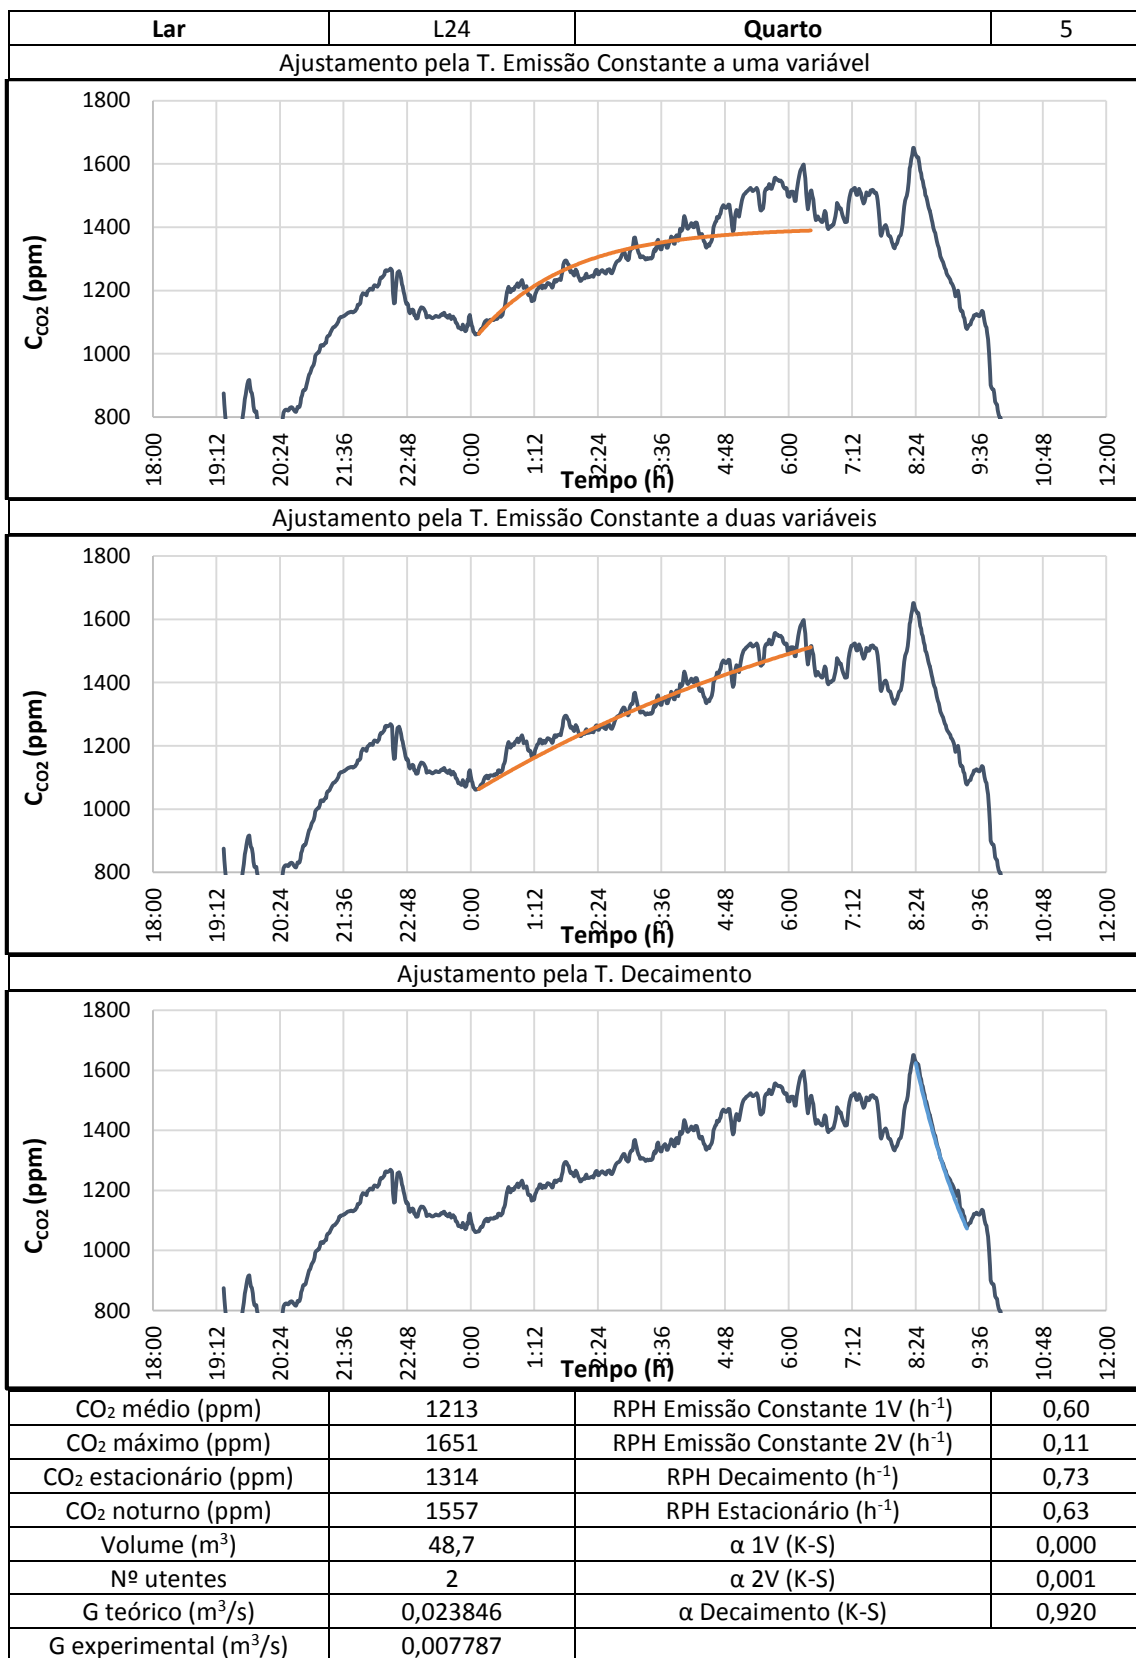 Lar L24 Quarto 5
Ajustamento pela T. Emissão Constante a uma variável
1800
1600
1400
1200
1000
800
C_CO2 (ppm)
18:00 19:12 20:24 21:36 22:48 0:00 1:12 2:24 3:36 4:48 6:00 7:12 8:24 9:36 10:48 12:00
Tempo (h)
Ajustamento pela T. Emissão Constante a duas variáveis
1800
1600
1400
1200
1000
800
C_CO2 (ppm)
18:00 19:12 20:24 21:36 22:48 0:00 1:12 2:24 3:36 4:48 6:00 7:12 8:24 9:36 10:48 12:00
Tempo (h)
Ajustamento pela T. Decaimento
1800
1600
1400
1200
1000
800
C_CO2 (ppm)
18:00 19:12 20:24 21:36 22:48 0:00 1:12 2:24 3:36 4:48 6:00 7:12 8:24 9:36 10:48 12:00
Tempo (h)
CO₂ médio (ppm) 1213 RPH Emissão Constante 1V (h⁻¹) 0,60
CO₂ máximo (ppm) 1651 RPH Emissão Constante 2V (h⁻¹) 0,11
CO₂ estacionário (ppm) 1314 RPH Decaimento (h⁻¹) 0,73
CO₂ noturno (ppm) 1557 RPH Estacionário (h⁻¹) 0,63
Volume (m³) 48,7 α 1V (K-S) 0,000
Nº utentes 2 α 2V (K-S) 0,001
G teórico (m³/s) 0,023846 α Decaimento (K-S) 0,920
G experimental (m³/s) 0,007787